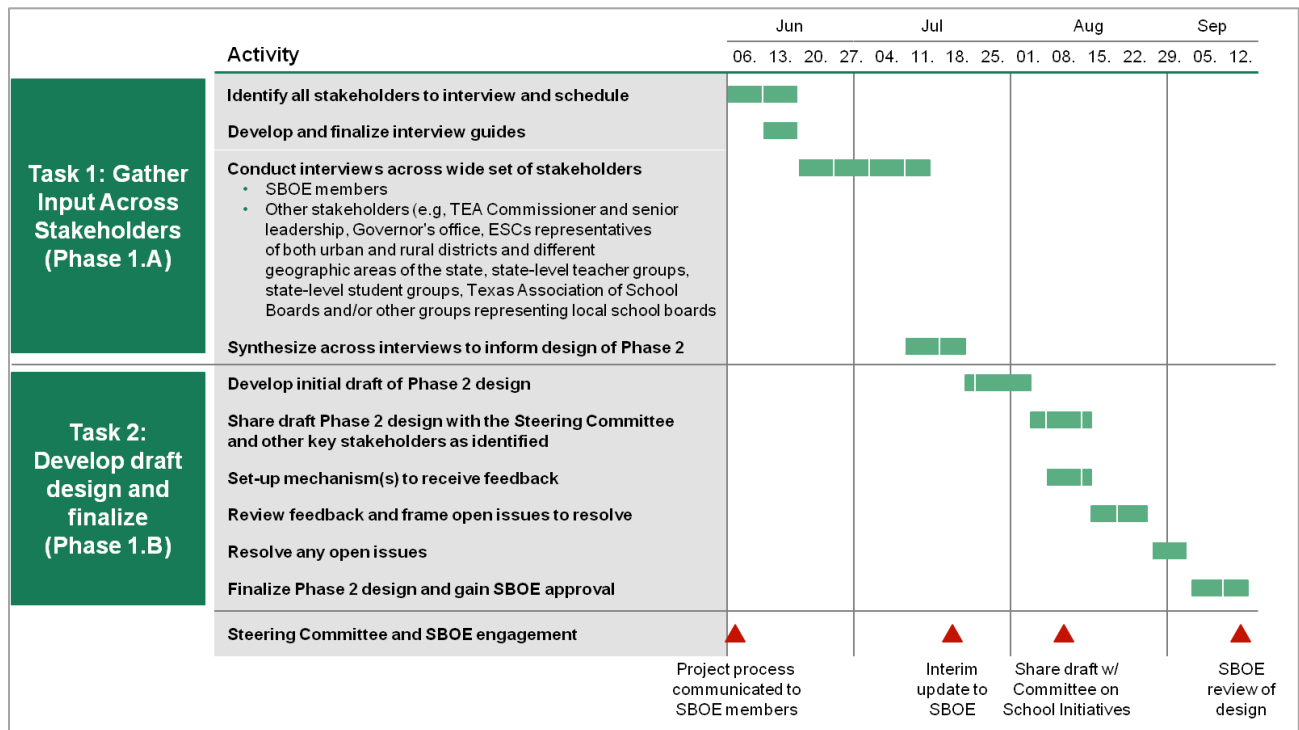 Jun Jul Aug Sep
Activity
06. 13. 20. 27. 04. 11. 18. 25. 01. 08. 15. 22. 29. 05. 12.
Task 1: Gather
Input Across
Stakeholders
(Phase 1.A)
Identify all stakeholders to interview and schedule
Develop and finalize interview guides
Conduct interviews across wide set of stakeholders
• SBOE members
• Other stakeholders (e.g, TEA Commissioner and senior
leadership, Governor's office, ESCs representatives
of both urban and rural districts and different
geographic areas of the state, state-level teacher groups,
state-level student groups, Texas Association of School
Boards and/or other groups representing local school boards
Synthesize across interviews to inform design of Phase 2
Task 2:
Develop draft
design and
finalize
(Phase 1.B)
Develop initial draft of Phase 2 design
Share draft Phase 2 design with the Steering Committee
and other key stakeholders as identified
Set-up mechanism(s) to receive feedback
Review feedback and frame open issues to resolve
Resolve any open issues
Finalize Phase 2 design and gain SBOE approval
Steering Committee and SBOE engagement
Project process
communicated to
SBOE members
Interim
update to
SBOE
Share draft w/
Committee on
School Initiatives
SBOE
review of
design